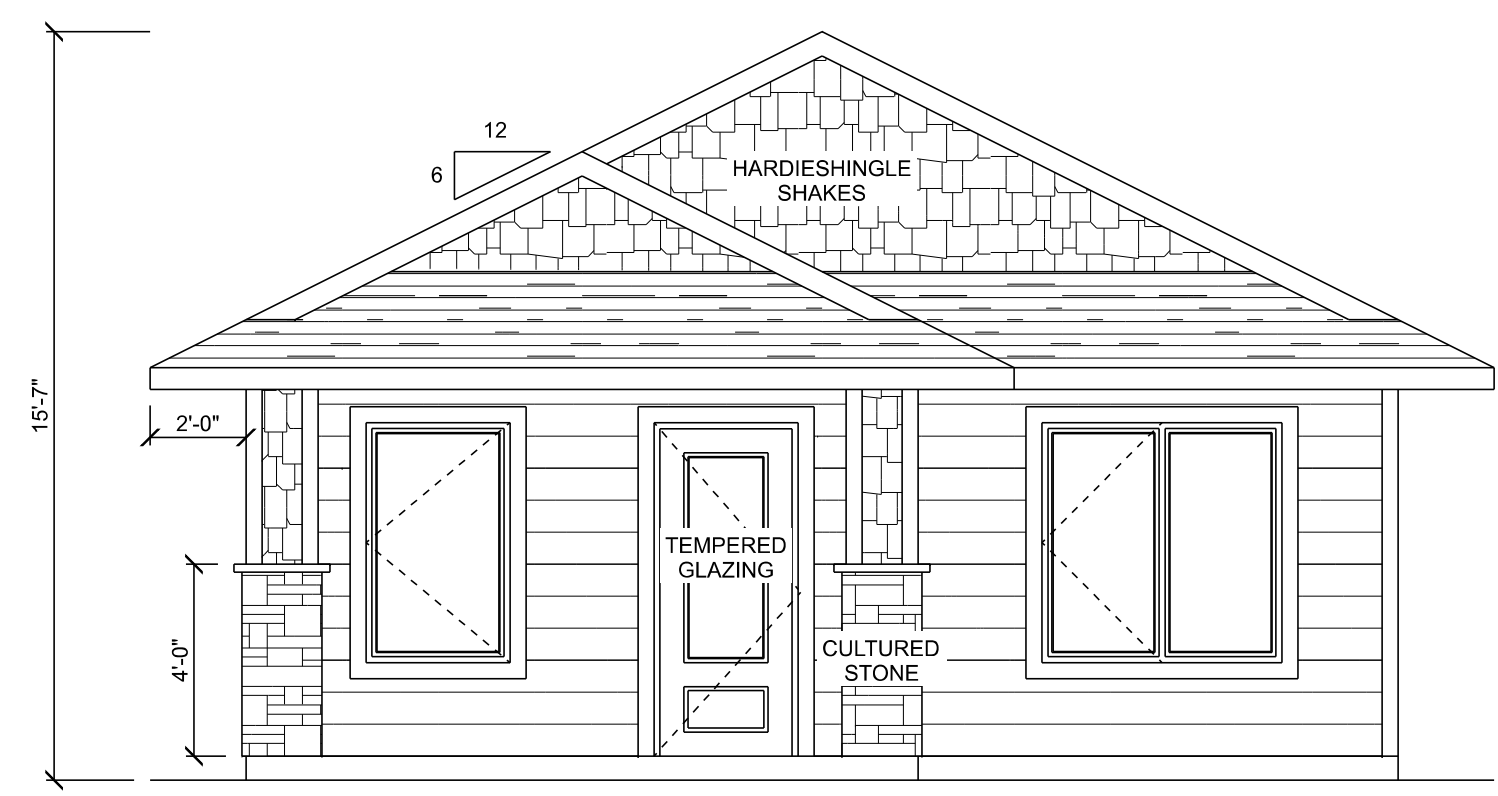 12
6
HARDIESHINGLE
SHAKES
15'-7"
2'-0"
TEMPERED
GLAZING
4'-0"
CULTURED
STONE